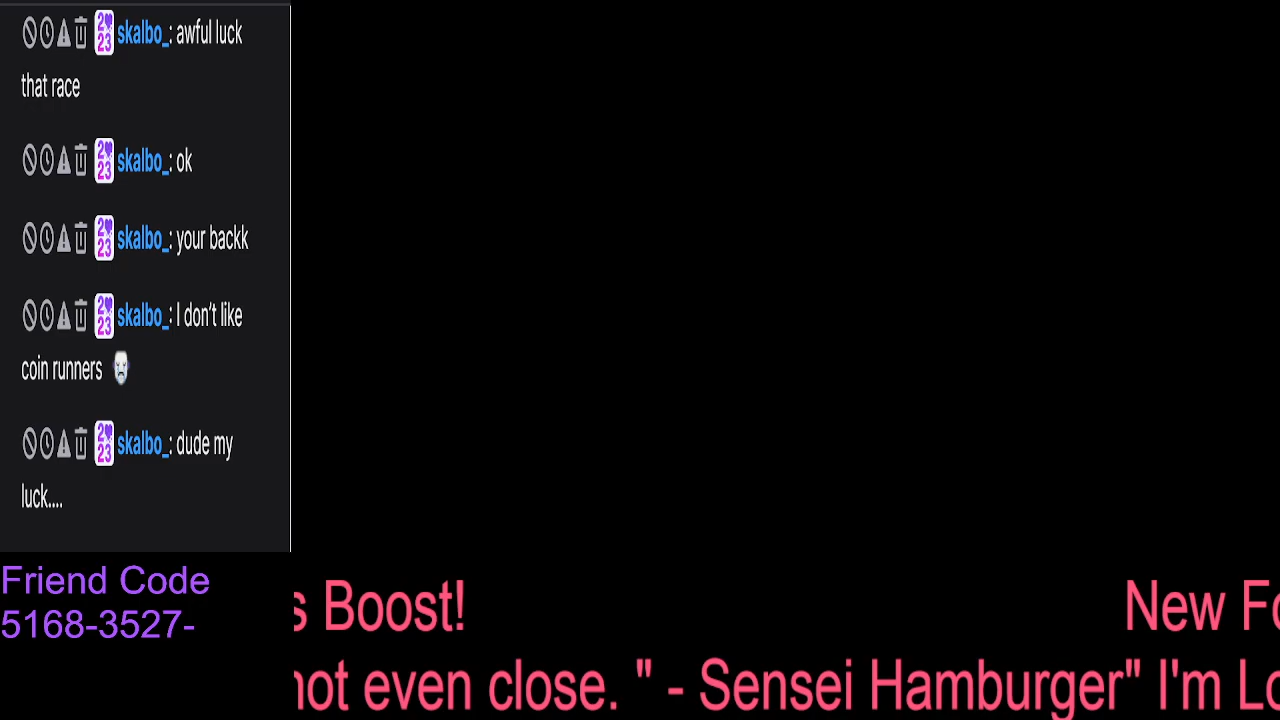 skalbo_: awful luck
that race
skalbo_: ok
skalbo_: your backk
skalbo_: I don't like
coin runners
skalbo_: dude my
luck....
Friend Code
5168-3527-
s Boost! New Fo
not even close. " - Sensei Hamburger" I'm Lo